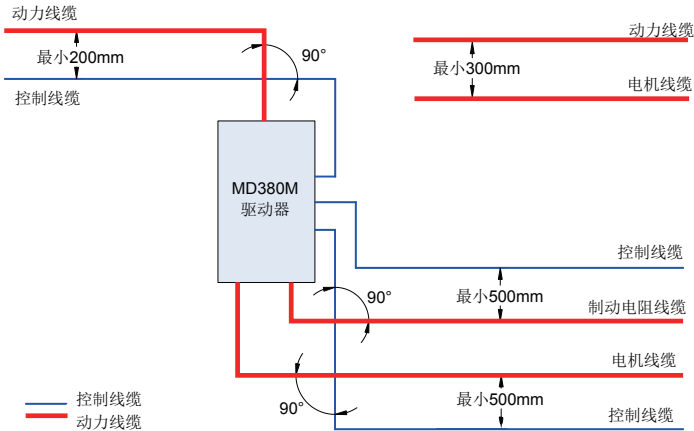 动力线缆
最小200mm
90°
控制线缆
动力线缆
最小300mm
电机线缆
MD380M
驱动器
控制线缆
最小500mm
90°
制动电阻线缆
电机线缆
最小500mm
90°
控制线缆
控制线缆
动力线缆